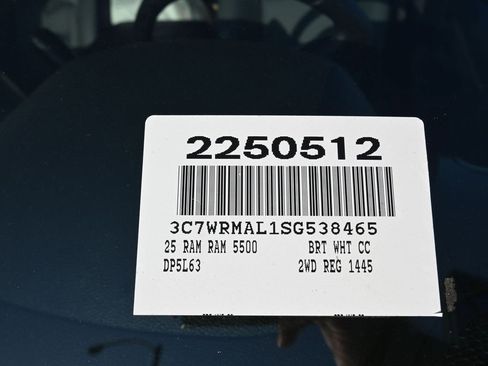 2250512
3C7WRMAL1SG538465
25 RAM RAM 5500 BRT WHT CC
DP5L63 2WD REG 1445